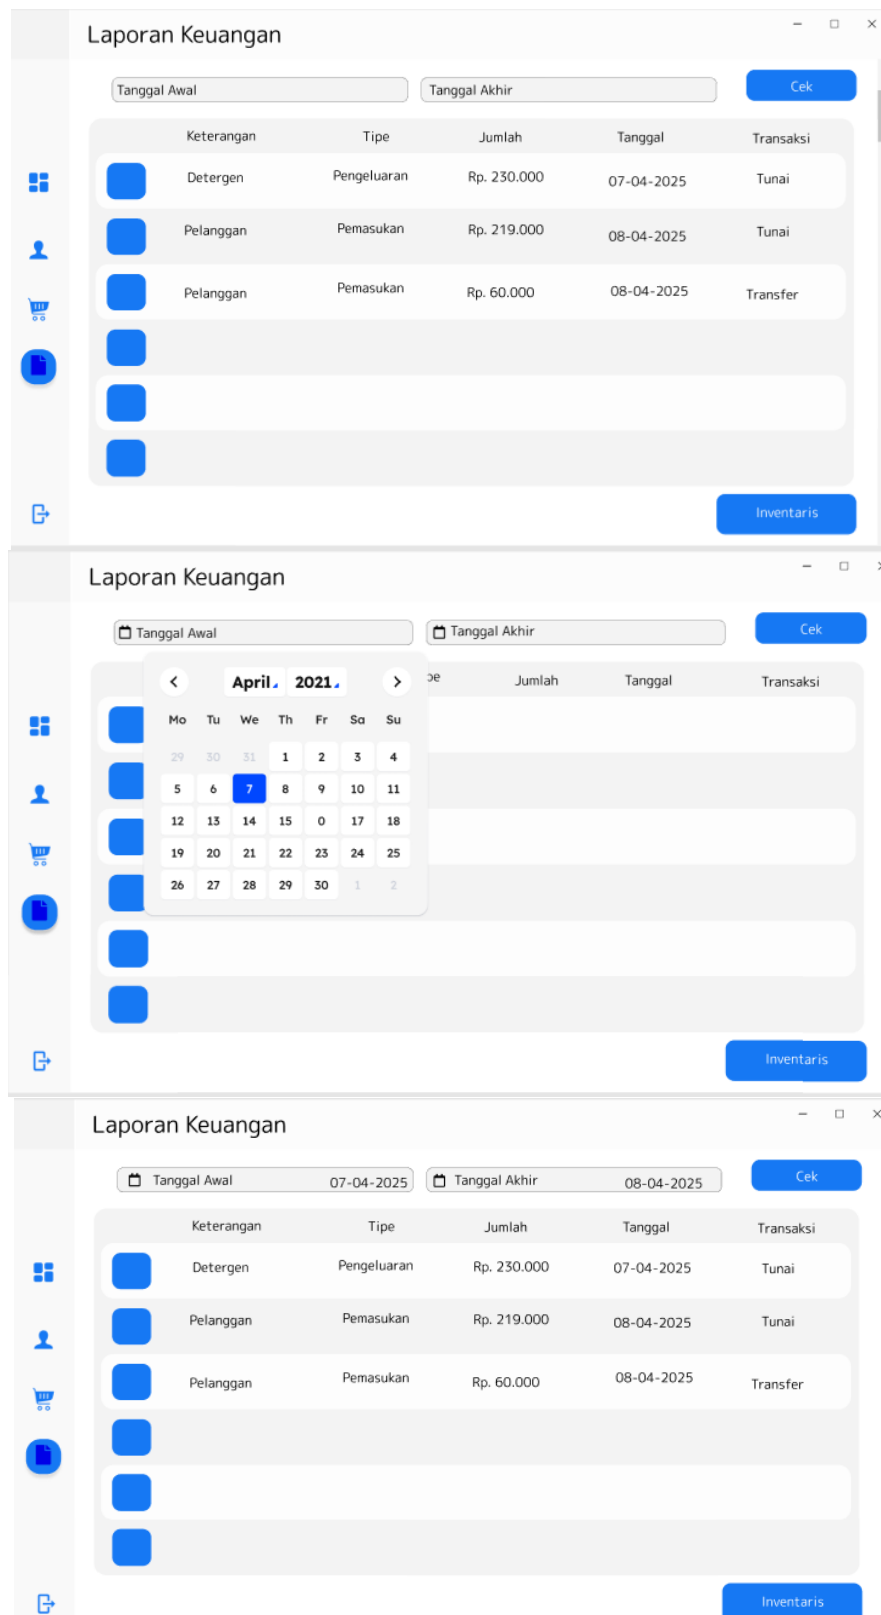 Laporan Keuangan
Tanggal Awal Tanggal Akhir Cek
Keterangan Tipe Jumlah Tanggal Transaksi
Detergen Pengeluaran Rp. 230.000 07-04-2025 Tunai
Pelanggan Pemasukan Rp. 219.000 08-04-2025 Tunai
Pelanggan Pemasukan Rp. 60.000 08-04-2025 Transfer
Inventaris
Laporan Keuangan
Tanggal Awal Tanggal Akhir Cek
pe Jumlah Tanggal Transaksi
April 2021
Mo Tu We Th Fr Sa Su
29 30 31 1 2 3 4
5 6 7 8 9 10 11
12 13 14 15 0 17 18
19 20 21 22 23 24 25
26 27 28 29 30 1 2
Inventaris
Laporan Keuangan
Tanggal Awal 07-04-2025 Tanggal Akhir 08-04-2025 Cek
Keterangan Tipe Jumlah Tanggal Transaksi
Detergen Pengeluaran Rp. 230.000 07-04-2025 Tunai
Pelanggan Pemasukan Rp. 219.000 08-04-2025 Tunai
Pelanggan Pemasukan Rp. 60.000 08-04-2025 Transfer
Inventaris